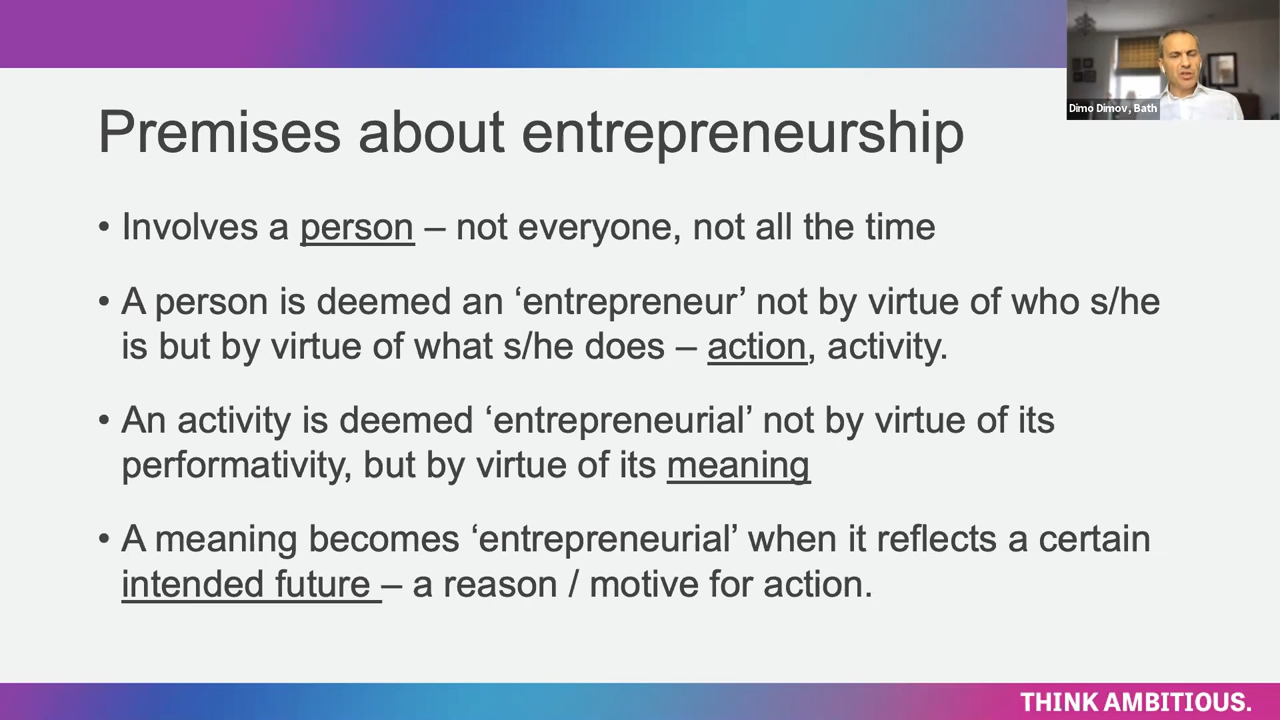 Dimo Dimov, Bath
Premises about entrepreneurship
• Involves a person – not everyone, not all the time
• A person is deemed an ‘entrepreneur’ not by virtue of who s/he
is but by virtue of what s/he does – action, activity.
• An activity is deemed ‘entrepreneurial’ not by virtue of its
performativity, but by virtue of its meaning
• A meaning becomes ‘entrepreneurial’ when it reflects a certain
intended future – a reason / motive for action.
THINK AMBITIOUS.